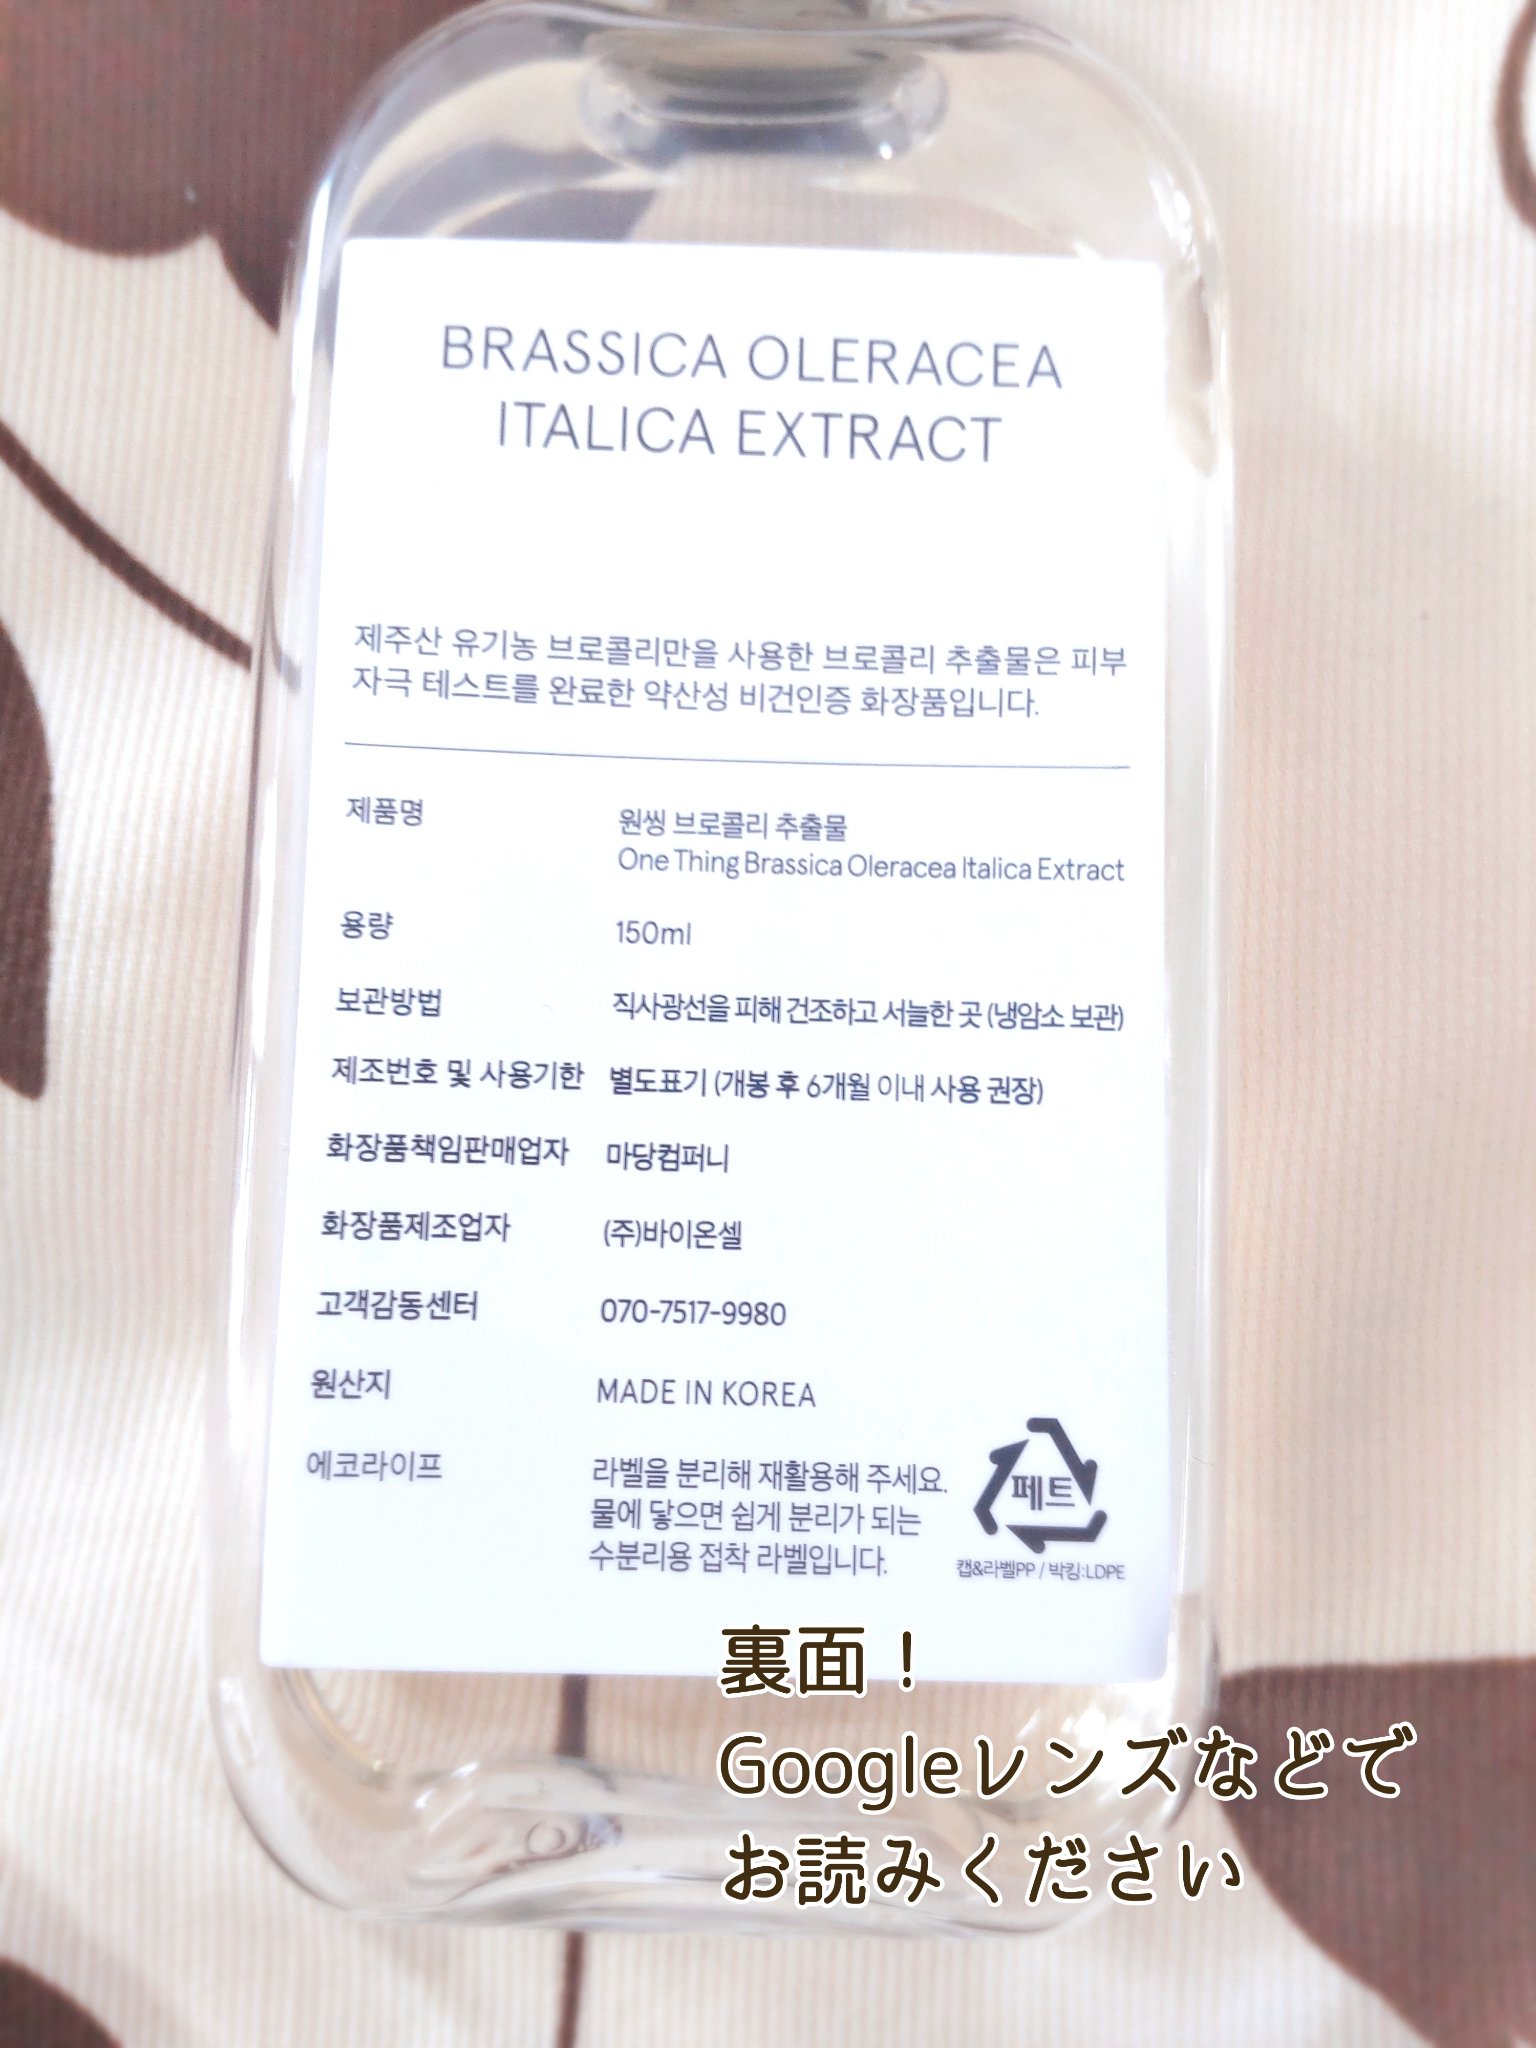 BRASSICA OLERACEA
ITALICA EXTRACT
제주산 유기농 브로콜리만을 사용한 브로콜리 추출물은 피부
자극 테스트를 완료한 약산성 비건인증 화장품입니다.
제품명 원씽 브로콜리 추출물
One Thing Brassica Oleracea Italica Extract
용량 150ml
보관방법 직사광선을 피해 건조하고 서늘한 곳 (냉암소 보관)
제조번호 및 사용기한 별도표기 (개봉 후 6개월 이내 사용 권장)
화장품책임판매업자 마당컴퍼니
화장품제조업자 (주)바이온셀
고객감동센터 070-7517-9980
원산지 MADE IN KOREA
에코라이프 라벨을 분리해 재활용해 주세요.
물에 닿으면 쉽게 분리가 되는
수분리용 접착 라벨입니다.
페트
캡&라벨PP / 박킹:LDPE
裏面！
Googleレンズなどで
お読みください